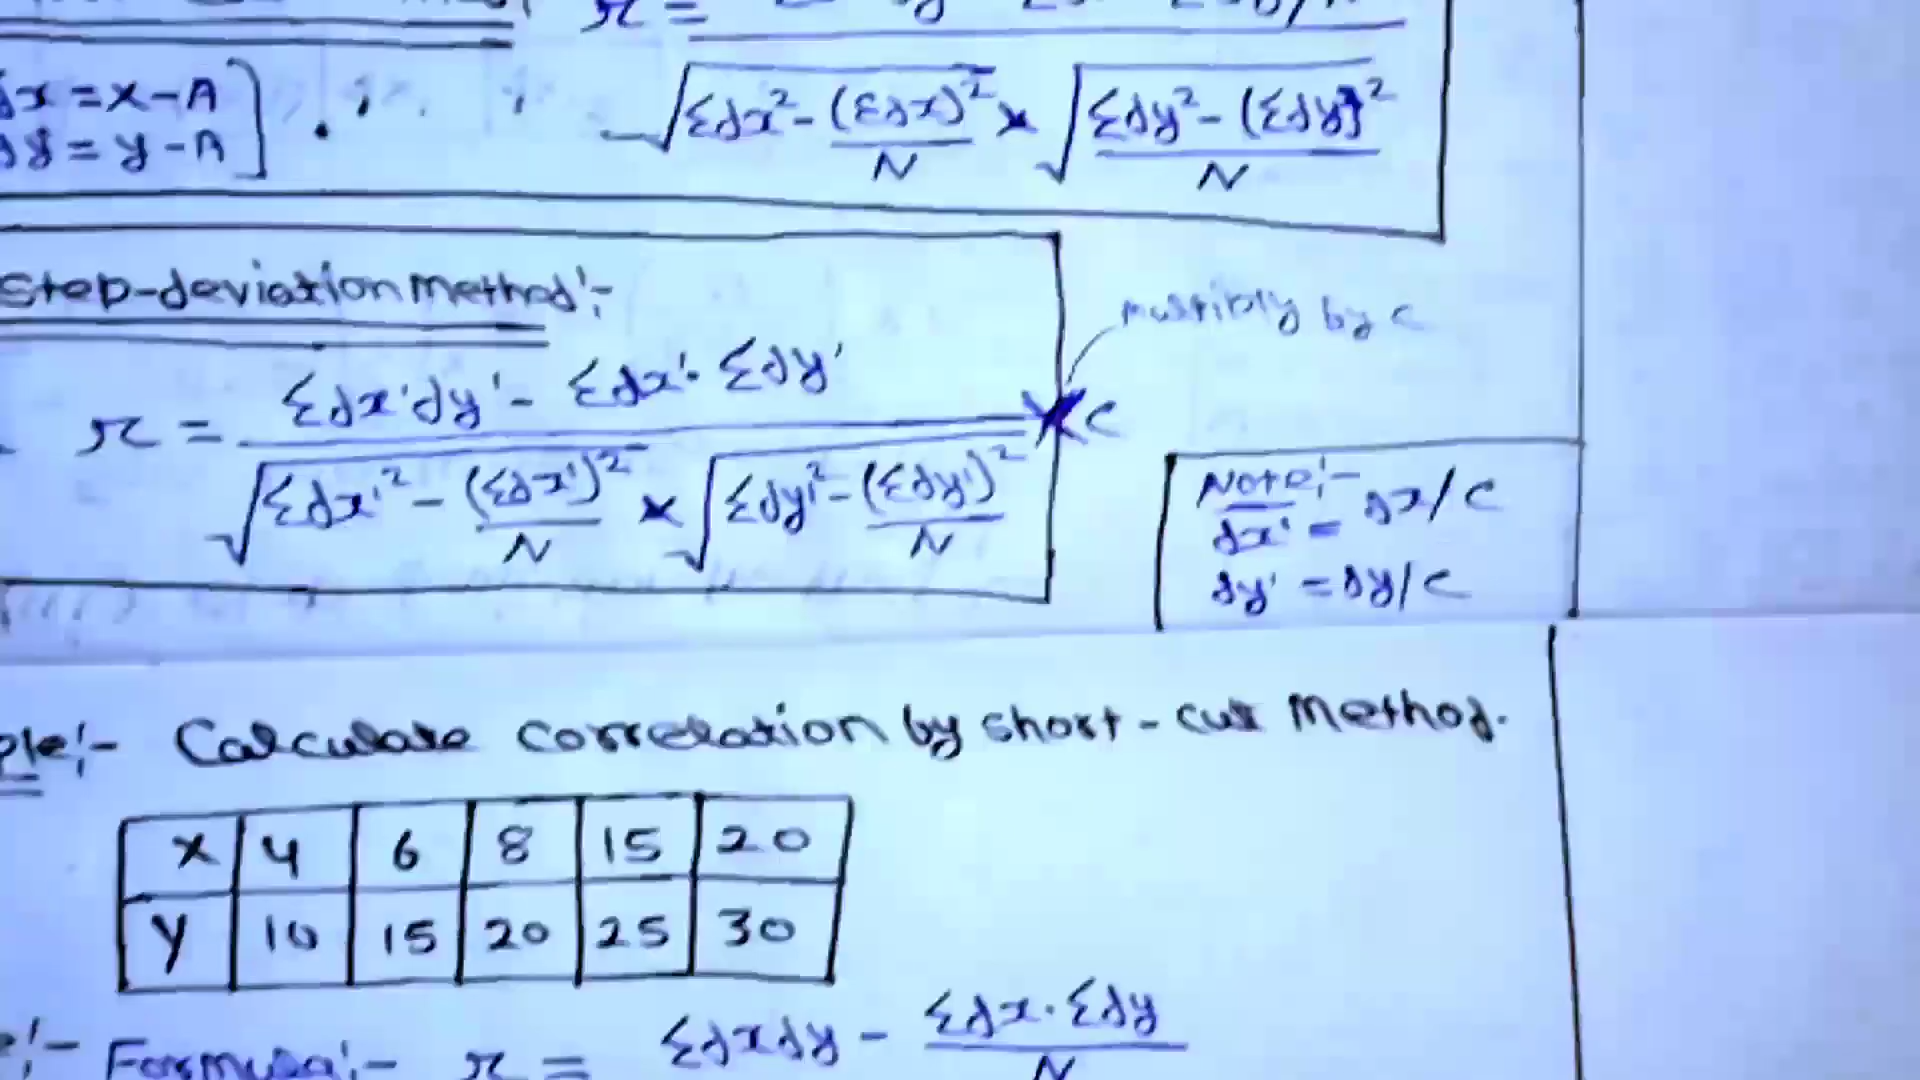 r =
dx = x - A
dy = y - A
√Σdx² - (Σdx)²/N × √Σdy² - (Σdy)²/N
Step-deviation method:-
multiply by c
r = Σdx'dy' - Σdx'. Σdy' / √Σdx'² - (Σdx')²/N × √Σdy'² - (Σdy')²/N × c
Note:-
dx' = dx/c
dy' = dy/c
ple:- Calculate correlation by short-cut Method.
x 4 6 8 15 20
y 10 15 20 25 30
Formula:- r = Σdxdy - Σdx.Σdy / N